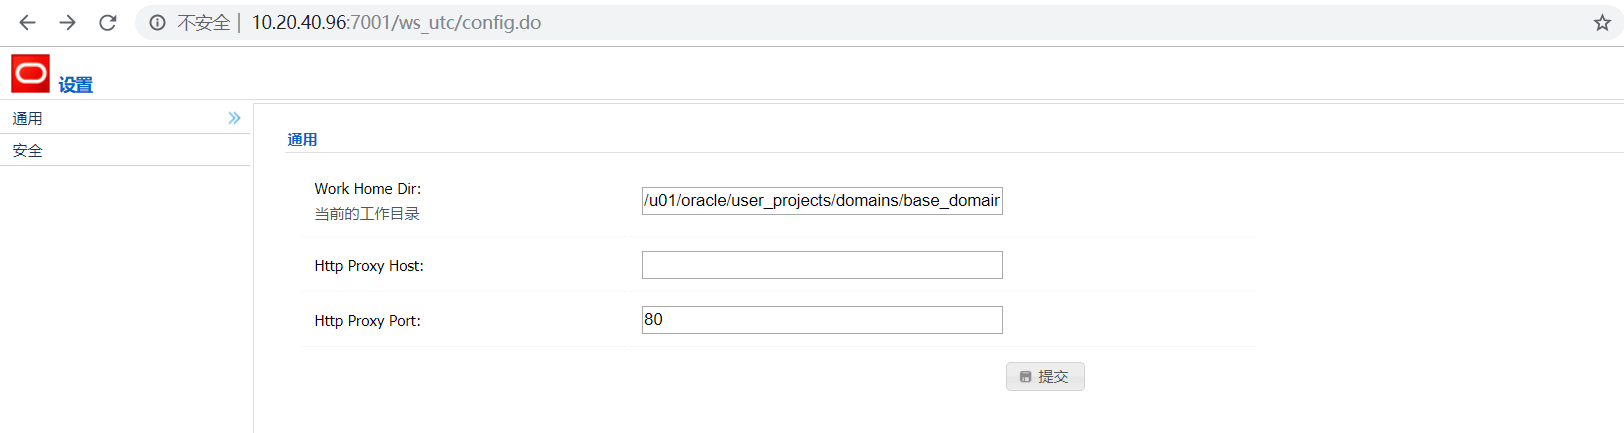 不安全 | 10.20.40.96:7001/ws_utc/config.do
设置
通用
安全
通用
Work Home Dir:
/u01/oracle/user_projects/domains/base_domain
当前的工作目录
Http Proxy Host:
Http Proxy Port:
80
提交